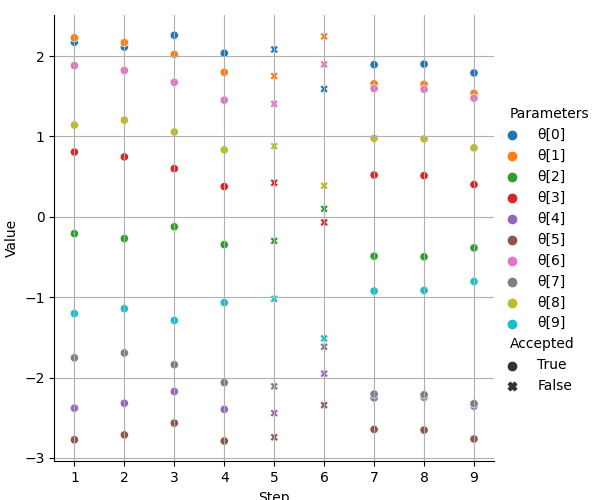 2
1
0
−1
−2
−3
Value
1 2 3 4 5 6 7 8 9
Step
Parameters
θ[0]
θ[1]
θ[2]
θ[3]
θ[4]
θ[5]
θ[6]
θ[7]
θ[8]
θ[9]
Accepted
True
False